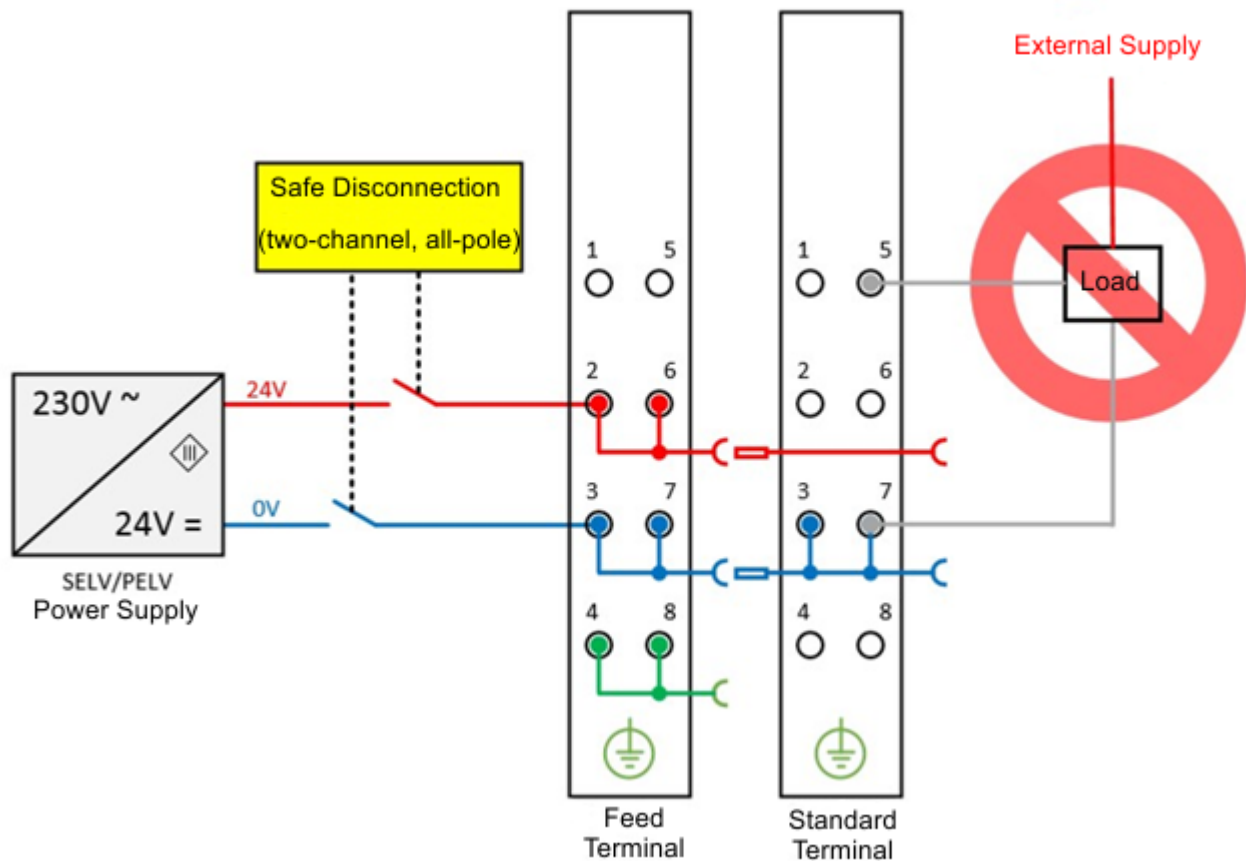 External Supply
Safe Disconnection
(two-channel, all-pole)
1 5 1 5
Load
230V ~
24V
2 6 2 6
III
24V =
0V
3 7 3 7
SELV/PELV
Power Supply
4 8 4 8
Feed
Terminal
Standard
Terminal